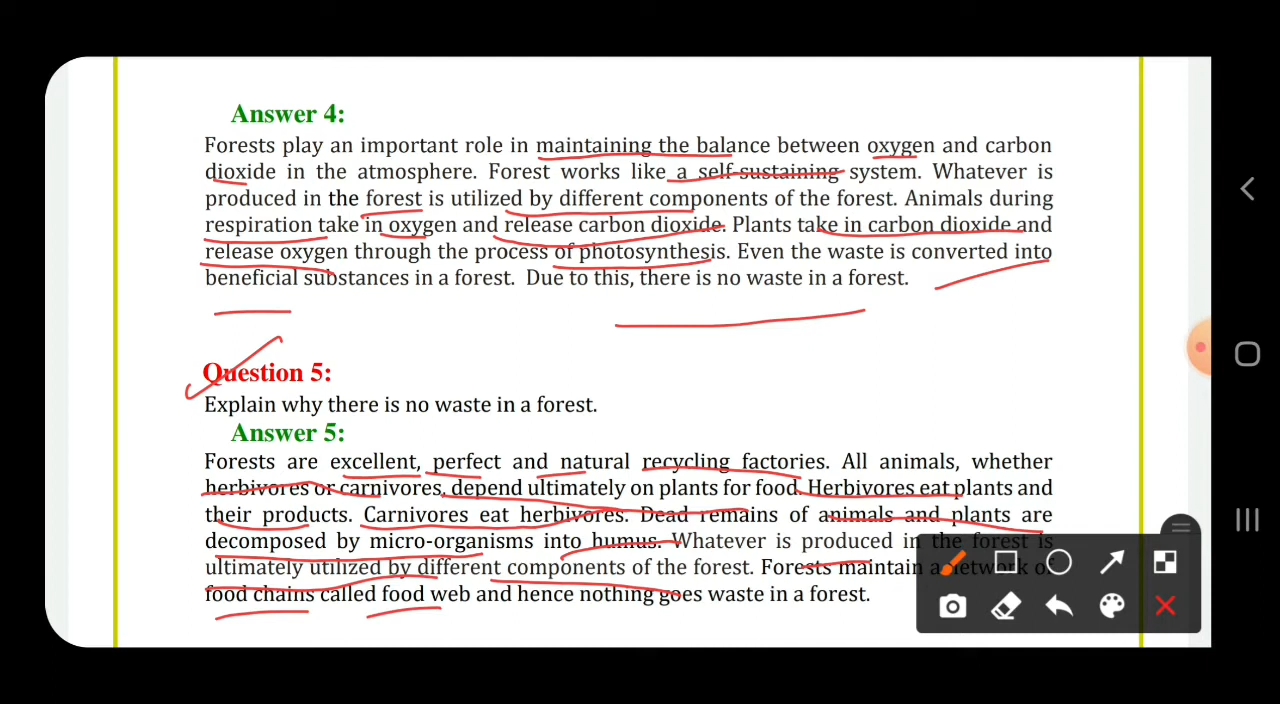 Answer 4:
Forests play an important role in maintaining the balance between oxygen and carbon
dioxide in the atmosphere. Forest works like a self-sustaining system. Whatever is
produced in the forest is utilized by different components of the forest. Animals during
respiration take in oxygen and release carbon dioxide. Plants take in carbon dioxide and
release oxygen through the process of photosynthesis. Even the waste is converted into
beneficial substances in a forest. Due to this, there is no waste in a forest.
Question 5:
Explain why there is no waste in a forest.
Answer 5:
Forests are excellent, perfect and natural recycling factories. All animals, whether
herbivores or carnivores, depend ultimately on plants for food. Herbivores eat plants and
their products. Carnivores eat herbivores. Dead remains of animals and plants are
decomposed by micro-organisms into humus. Whatever is produced in the forest is
ultimately utilized by different components of the forest. Forests maintain a network of
food chains called food web and hence nothing goes waste in a forest.